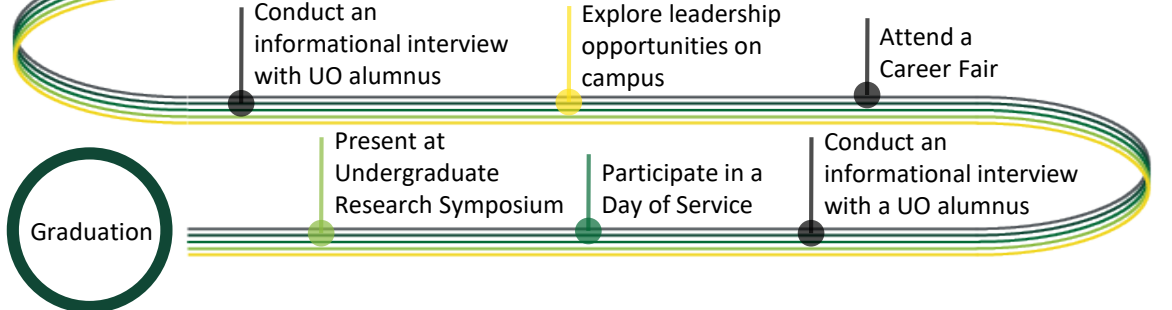 Conduct an
informational interview
with UO alumnus
Explore leadership
opportunities on
campus
Attend a
Career Fair
Present at
Undergraduate
Research Symposium
Participate in a
Day of Service
Conduct an
informational interview
with a UO alumnus
Graduation